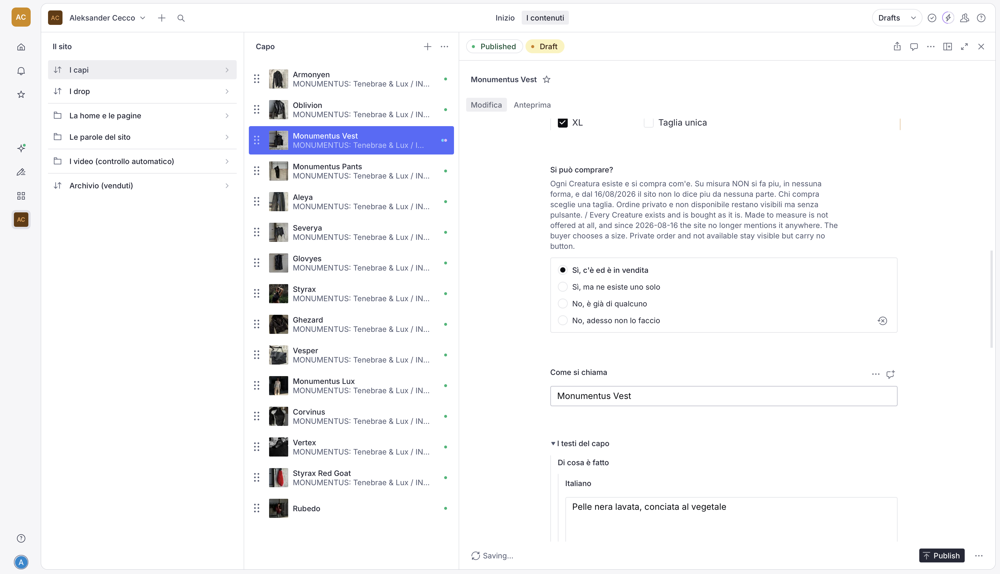 AC
AC
Aleksander Cecco
Inizio
I contenuti
Drafts
Il sito
I capi
I drop
La home e le pagine
Le parole del sito
I video (controllo automatico)
Archivio (venduti)
AC
A
Capo
Armonyen
MONUMENTUS: Tenebrae & Lux / IN...
Oblivion
MONUMENTUS: Tenebrae & Lux / IN...
Monumentus Vest
MONUMENTUS: Tenebrae & Lux / I...
Monumentus Pants
MONUMENTUS: Tenebrae & Lux / IN...
Aleya
MONUMENTUS: Tenebrae & Lux / IN...
Severya
MONUMENTUS: Tenebrae & Lux / IN...
Glovyes
MONUMENTUS: Tenebrae & Lux / IN...
Styrax
MONUMENTUS: Tenebrae & Lux / IN...
Ghezard
MONUMENTUS: Tenebrae & Lux / IN...
Vesper
MONUMENTUS: Tenebrae & Lux / IN...
Monumentus Lux
MONUMENTUS: Tenebrae & Lux / IN...
Corvinus
MONUMENTUS: Tenebrae & Lux / IN...
Vertex
MONUMENTUS: Tenebrae & Lux / IN...
Styrax Red Goat
MONUMENTUS: Tenebrae & Lux / IN...
Rubedo
Published
Draft
Monumentus Vest
Modifica
Anteprima
XL
Taglia unica
Si può comprare?
Ogni Creatura esiste e si compra com'e. Su misura NON si fa piu, in nessuna
forma, e dal 16/08/2026 il sito non lo dice piu da nessuna parte. Chi compra
sceglie una taglia. Ordine privato e non disponibile restano visibili ma senza
pulsante. / Every Creature exists and is bought as it is. Made to measure is not
offered at all, and since 2026-08-16 the site no longer mentions it anywhere. The
buyer chooses a size. Private order and not available stay visible but carry no
button.
Sì, c'è ed è in vendita
Sì, ma ne esiste uno solo
No, è già di qualcuno
No, adesso non lo faccio
Come si chiama
Monumentus Vest
I testi del capo
Di cosa è fatto
Italiano
Pelle nera lavata, conciata al vegetale
Saving...
Publish